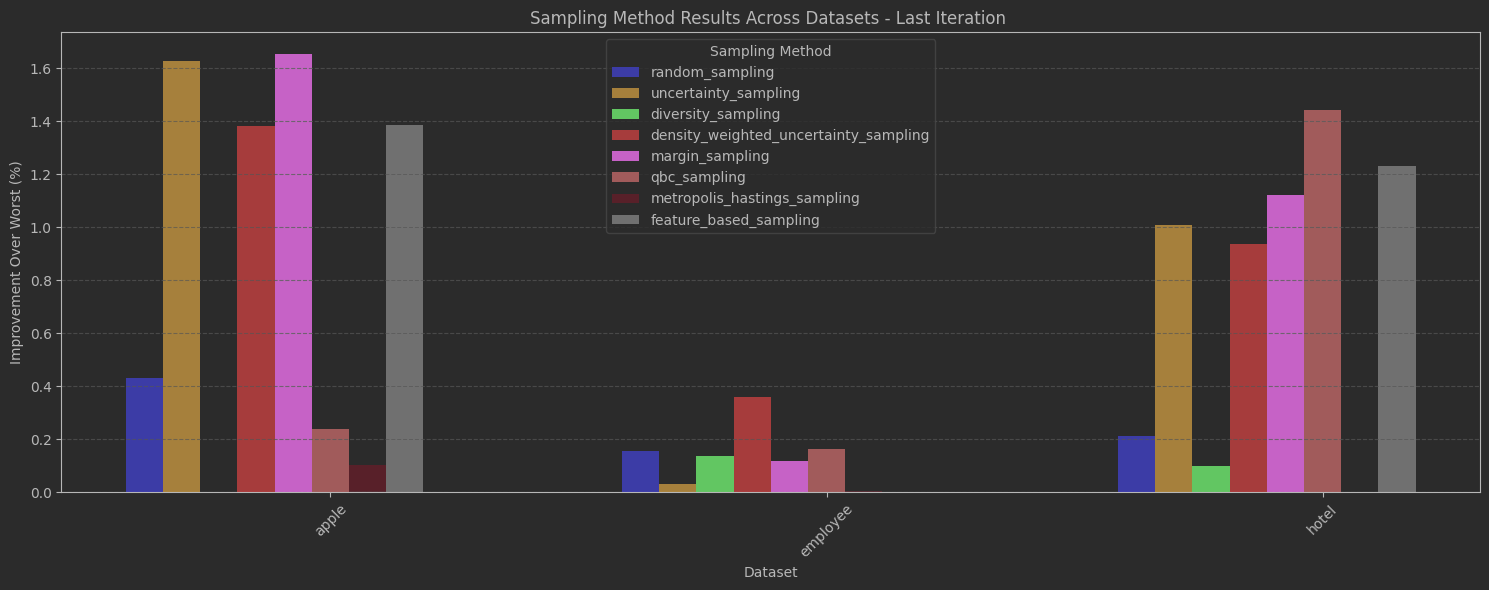 Sampling Method Results Across Datasets - Last Iteration
Improvement Over Worst (%)
1.6
1.4
1.2
1.0
0.8
0.6
0.4
0.2
0.0
Sampling Method
random_sampling
uncertainty_sampling
diversity_sampling
density_weighted_uncertainty_sampling
margin_sampling
qbc_sampling
metropolis_hastings_sampling
feature_based_sampling
apple
employee
hotel
Dataset